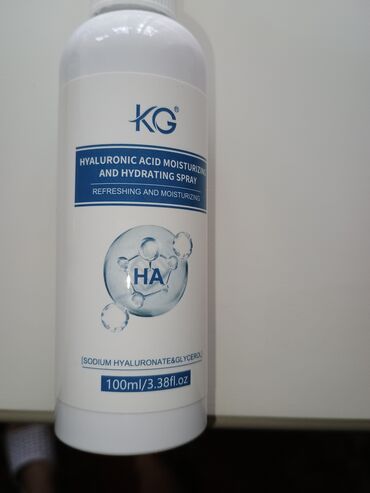 KG®
HYALURONIC ACID MOISTURIZING
AND HYDRATING SPRAY
REFRESHING AND MOISTURIZING
HA
(SODIUM HYALURONATE&GLYCEROL)
100ml/3.38fl.oz